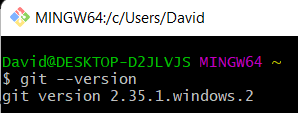 MINGW64:/c/Users/David
David@DESKTOP-D2JLVJS MINGW64 ~
$ git --version
git version 2.35.1.windows.2